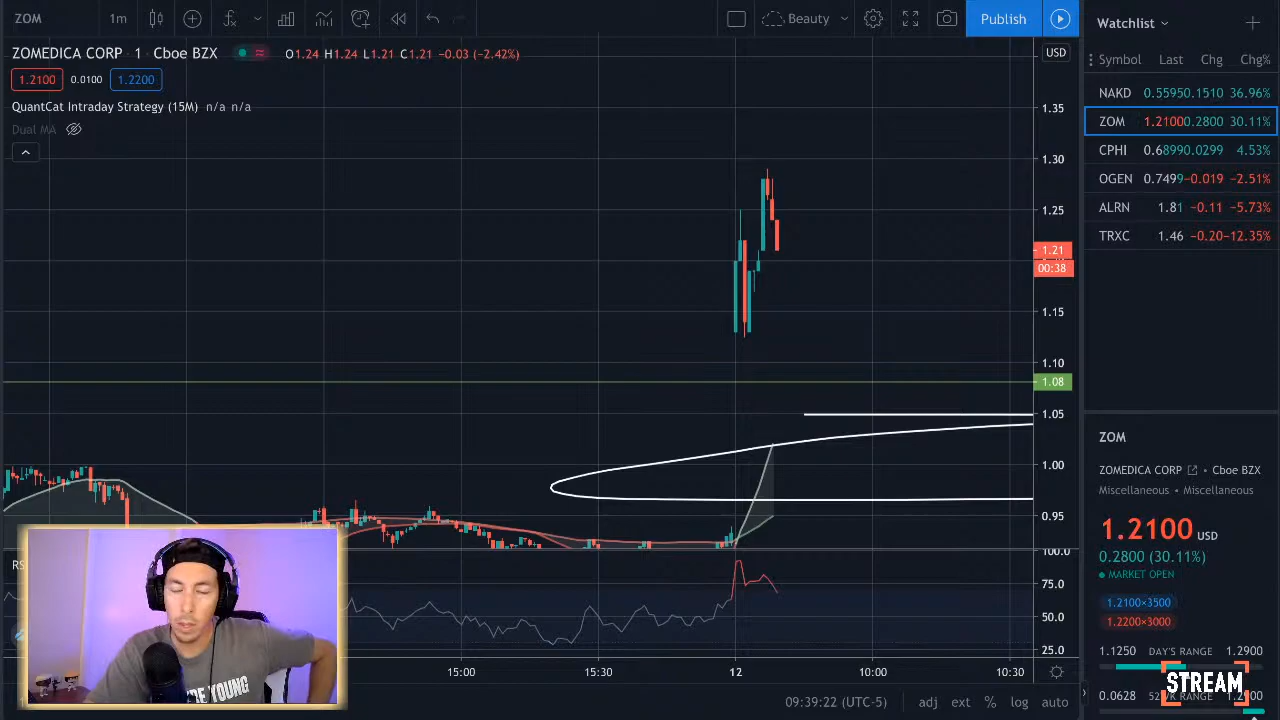 ZOM 1m Beauty Publish
ZOMEDICA CORP · 1 · Cboe BZX O1.24 H1.24 L1.21 C1.21 −0.03 (−2.42%)
1.2100 0.0100 1.2200
QuantCat Intraday Strategy (15M) n/a n/a
Dual MA
USD
1.35
1.30
1.25
1.21
00:38
1.15
1.10
1.08
1.05
1.00
0.95
100.0
75.0
50.0
25.0
RS
15:00 15:30 12 10:00 10:30
09:39:22 (UTC-5) adj ext % log auto
Watchlist
Symbol Last Chg Chg%
NAKD 0.5595 0.1510 36.96%
ZOM 1.2100 0.2800 30.11%
CPHI 0.6899 0.0299 4.53%
OGEN 0.7499 −0.019 −2.51%
ALRN 1.81 −0.11 −5.73%
TRXC 1.46 −0.20 −12.35%
ZOM
ZOMEDICA CORP Cboe BZX
Miscellaneous • Miscellaneous
1.2100 USD
0.2800 (30.11%)
MARKET OPEN
1.2100×3500
1.2200×3000
1.1250 DAY'S RANGE 1.2900
0.0628
STREAM
YOUNG